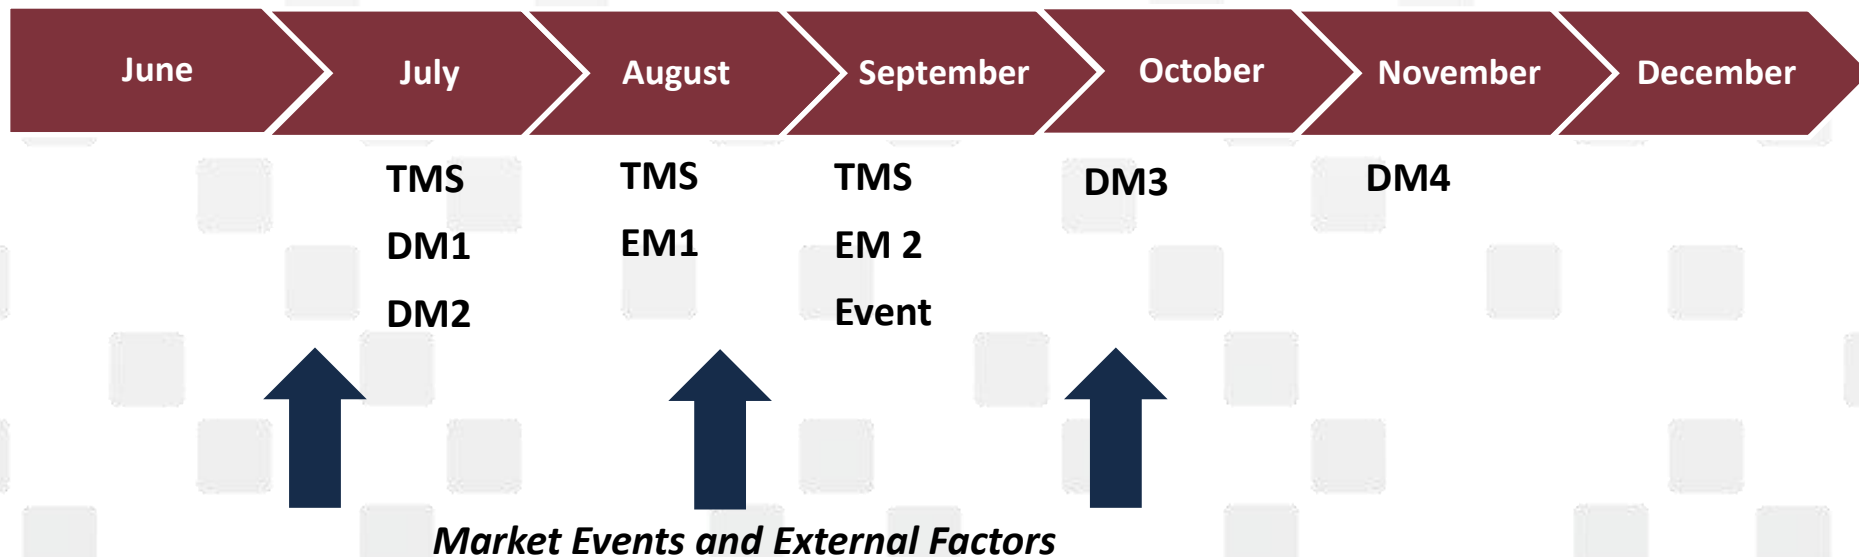 June
July
August
September
October
November
December
TMS
DM1
DM2
TMS
EM1
TMS
EM 2
Event
DM3
DM4
Market Events and External Factors